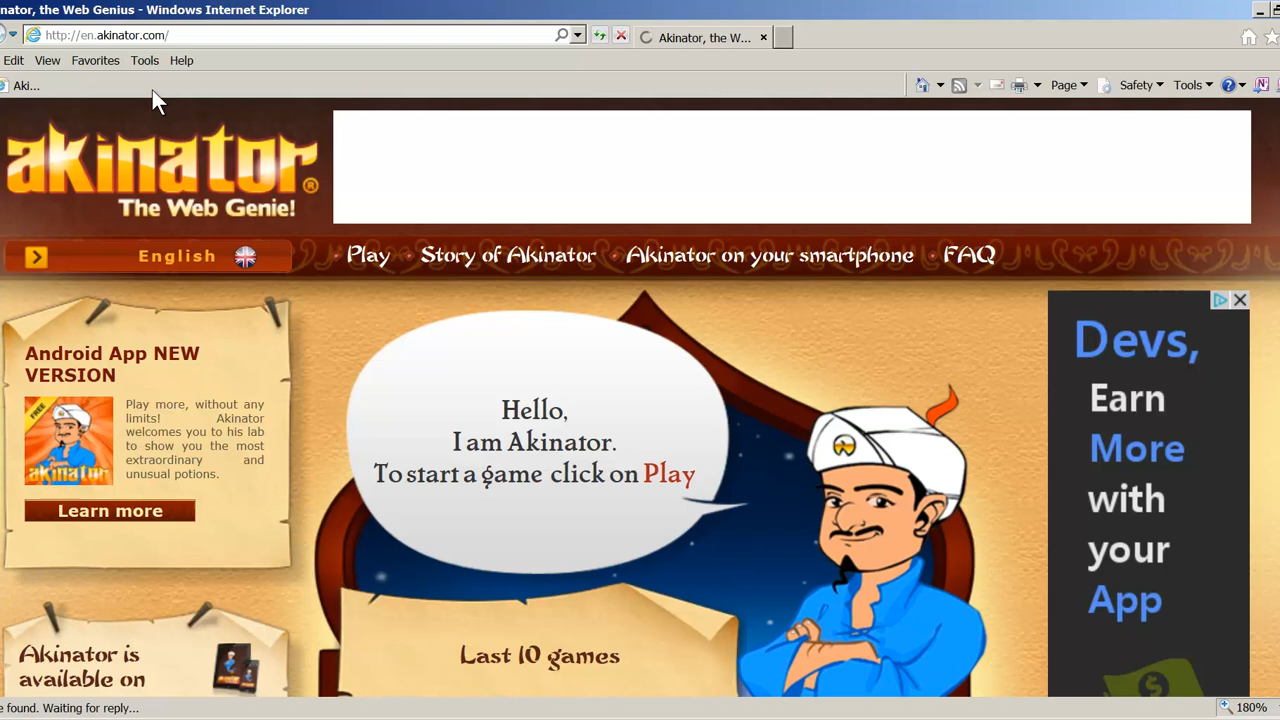 nator, the Web Genius - Windows Internet Explorer
http://en.akinator.com/
Akinator, the W...
Edit View Favorites Tools Help
Aki...
Page Safety Tools
akinator®
The Web Genie!
English
Play Story of Akinator Akinator on your smartphone FAQ
Android App NEW
VERSION
FREE
akinator
Play more, without any
limits! Akinator
welcomes you to his lab
to show you the most
extraordinary and
unusual potions.
Learn more
Akinator is
available on
Hello,
I am Akinator.
To start a game click on Play
Last 10 games
Devs,
Earn
More
with
your
App
e found. Waiting for reply...
180%